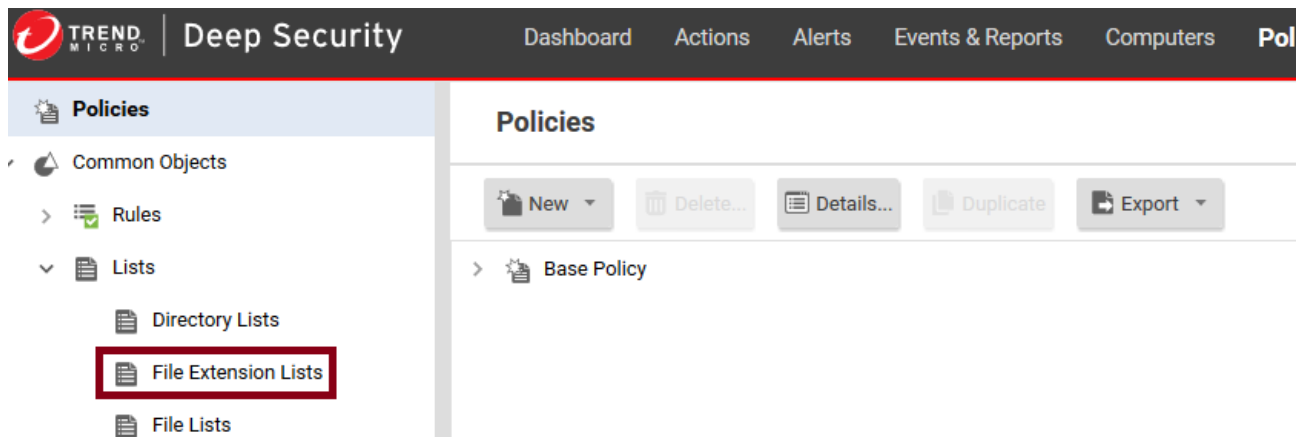 TREND MICRO Deep Security Dashboard Actions Alerts Events & Reports Computers Pol
Policies
Common Objects
Rules
Lists
Directory Lists
File Extension Lists
File Lists
Policies
New Delete... Details... Duplicate Export
Base Policy